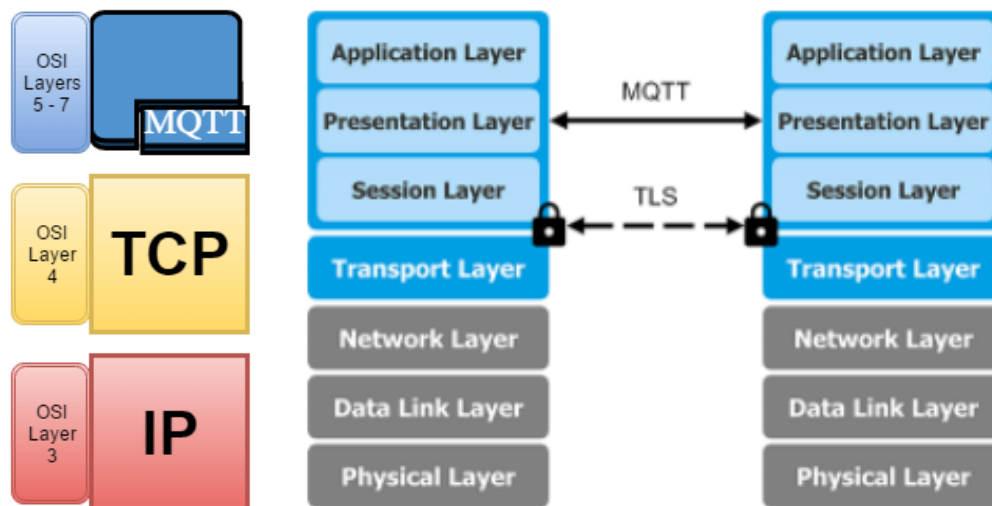 OSI
Layers
5 - 7
MQTT
OSI
Layer
4
TCP
OSI
Layer
3
IP
Application Layer
Presentation Layer
Session Layer
Transport Layer
Network Layer
Data Link Layer
Physical Layer
MQTT
TLS
Application Layer
Presentation Layer
Session Layer
Transport Layer
Network Layer
Data Link Layer
Physical Layer